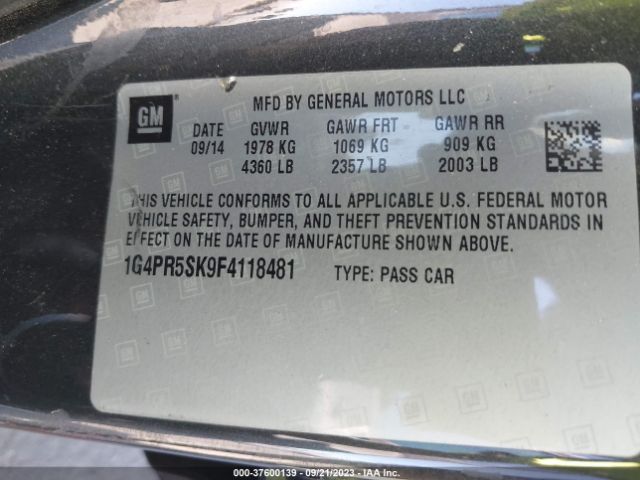 GM
MFD BY GENERAL MOTORS LLC
DATE GVWR GAWR FRT GAWR RR
09/14 1978 KG 1069 KG 909 KG
4360 LB 2357 LB 2003 LB
THIS VEHICLE CONFORMS TO ALL APPLICABLE U.S. FEDERAL MOTOR
VEHICLE SAFETY, BUMPER, AND THEFT PREVENTION STANDARDS IN
EFFECT ON THE DATE OF MANUFACTURE SHOWN ABOVE.
1G4PR5SK9F4118481 TYPE: PASS CAR
000-37600139 - 09/21/2023 - IAA Inc.